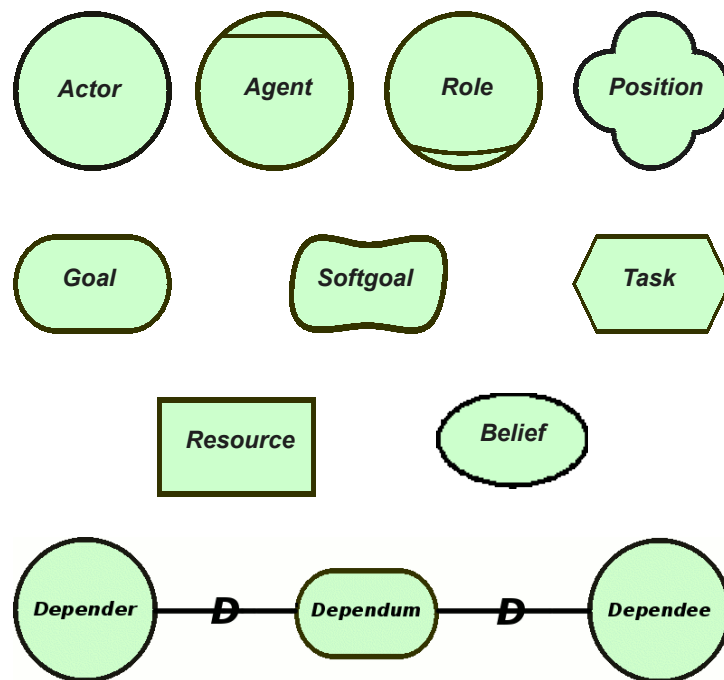 Actor Agent Role Position
Goal Softgoal Task
Resource Belief
Depender D Dependum D Dependee